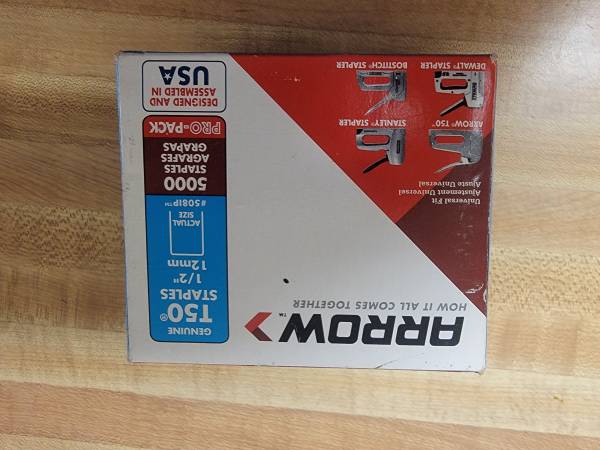 ARROW™
HOW IT ALL COMES TOGETHER
GENUINE
T50®
STAPLES
1/2" 12mm
ACTUAL
SIZE
#508IP™
5000
STAPLES
AGRAFES
GRAPAS
PRO-PACK
DESIGNED AND
ASSEMBLED IN
USA
Universal Fit
Ajustement Universel
Ajuste Universal
ARROW T50™
STANLEY® STAPLER
DEWALT® STAPLER
BOSTITCH® STAPLER